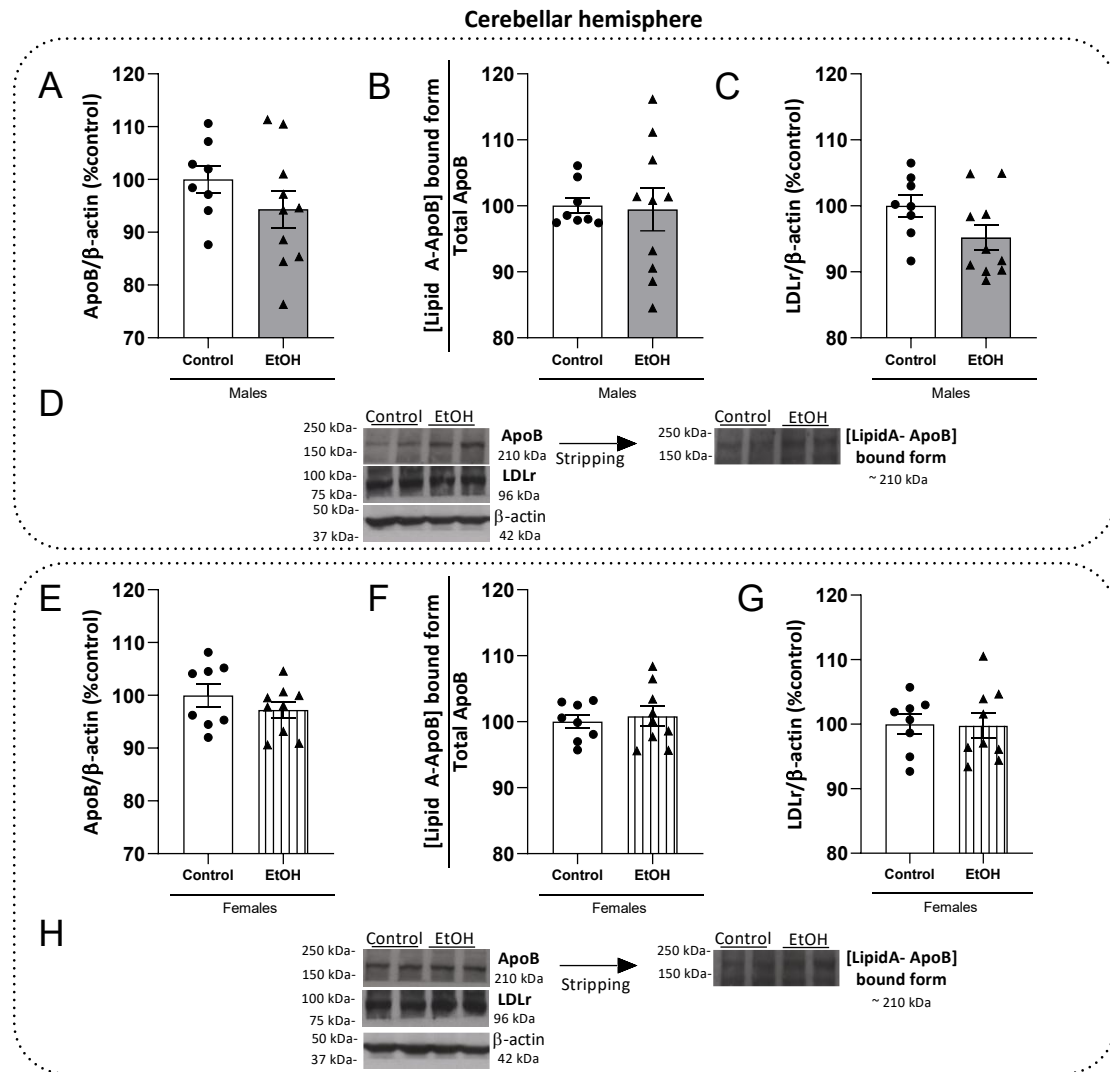 Cerebellar hemisphere
A
ApoB/β-actin (%control)
120
110
100
90
80
70
Control
EtOH
Males
B
[Lipid A-ApoB] bound form
Total ApoB
120
110
100
90
80
Control
EtOH
Males
C
LDLr/β-actin (%control)
120
110
100
90
80
Control
EtOH
Males
D
Control EtOH
250 kDa-
150 kDa-
ApoB
210 kDa
100 kDa-
75 kDa-
LDLr
96 kDa
50 kDa-
37 kDa-
β-actin
42 kDa
Stripping
Control EtOH
250 kDa-
150 kDa-
[LipidA- ApoB]
bound form
~ 210 kDa
E
ApoB/β-actin (%control)
120
110
100
90
80
70
Control
EtOH
Females
F
[Lipid A-ApoB] bound form
Total ApoB
120
110
100
90
80
Control
EtOH
Females
G
LDLr/β-actin (%control)
120
110
100
90
80
Control
EtOH
Females
H
Control EtOH
250 kDa-
150 kDa-
ApoB
210 kDa
100 kDa-
75 kDa-
LDLr
96 kDa
50 kDa-
37 kDa-
β-actin
42 kDa
Stripping
Control EtOH
250 kDa-
150 kDa-
[LipidA- ApoB]
bound form
~ 210 kDa